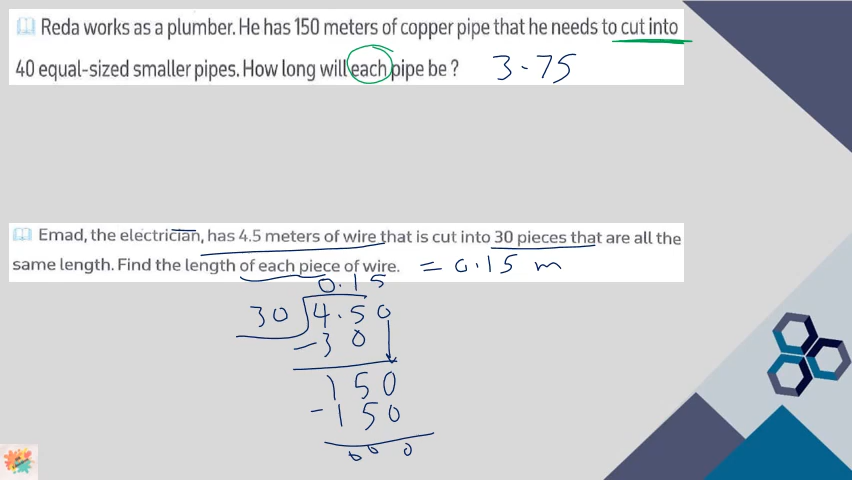 Reda works as a plumber. He has 150 meters of copper pipe that he needs to cut into
40 equal-sized smaller pipes. How long will each pipe be ? 3.75
Emad, the electrician, has 4.5 meters of wire that is cut into 30 pieces that are all the
same length. Find the length of each piece of wire. = 0.15 m
0.15
30 4.50
- 3 0
150
- 150
000